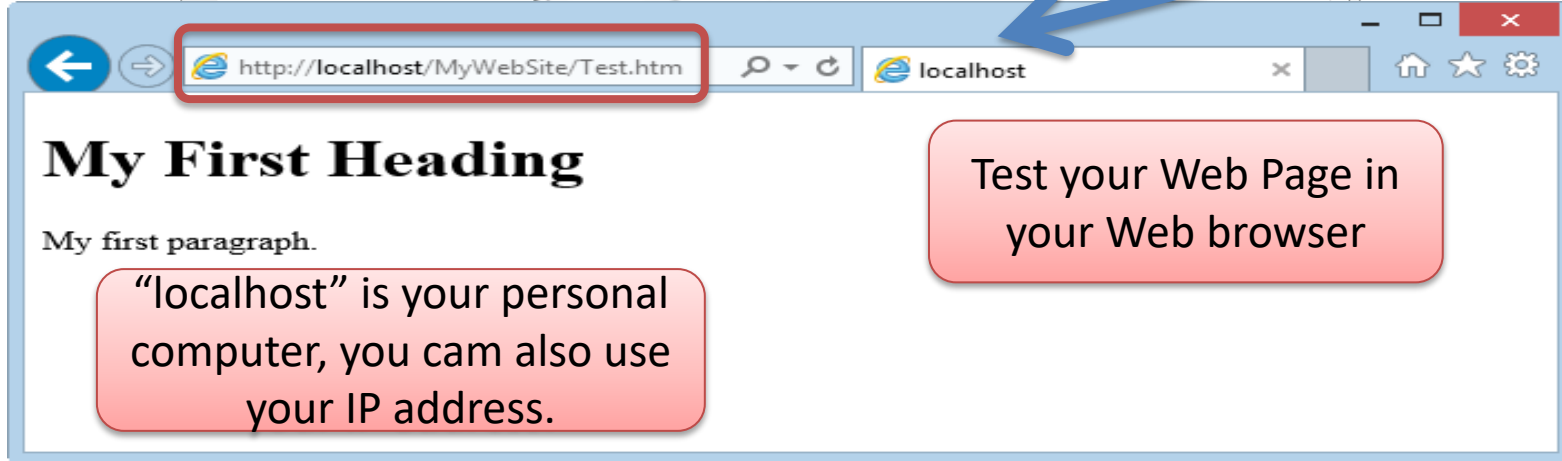 http://localhost/MyWebSite/Test.htm
localhost
My First Heading
My first paragraph.
Test your Web Page in
your Web browser
“localhost” is your personal
computer, you cam also use
your IP address.